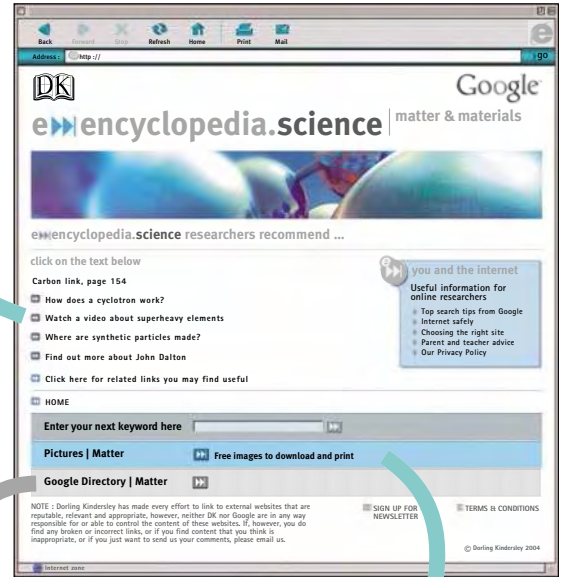 Back Forward Stop Refresh Home Print Mail
Address : http :// go
DK Google
e encyclopedia.science matter & materials
e encyclopedia.science researchers recommend ...
click on the text below
Carbon link, page 154
How does a cyclotron work?
Watch a video about superheavy elements
Where are synthetic particles made?
Find out more about John Dalton
Click here for related links you may find useful
HOME
e you and the internet
Useful information for
online researchers
Top search tips from Google
Internet safely
Choosing the right site
Parent and teacher advice
Our Privacy Policy
Enter your next keyword here
Pictures | Matter Free images to download and print
Google Directory | Matter
NOTE : Dorling Kindersley has made every effort to link to external websites that are
reputable, relevant and appropriate, however, neither DK nor Google are in any way
responsible for or able to control the content of these websites. If, however, you do
find any broken or incorrect links, or if you find content that you think is
inappropriate, or if you just want to send us your comments, please email us.
SIGN UP FOR
NEWSLETTER
TERMS & CONDITIONS
© Dorling Kindersley 2004
Internet zone